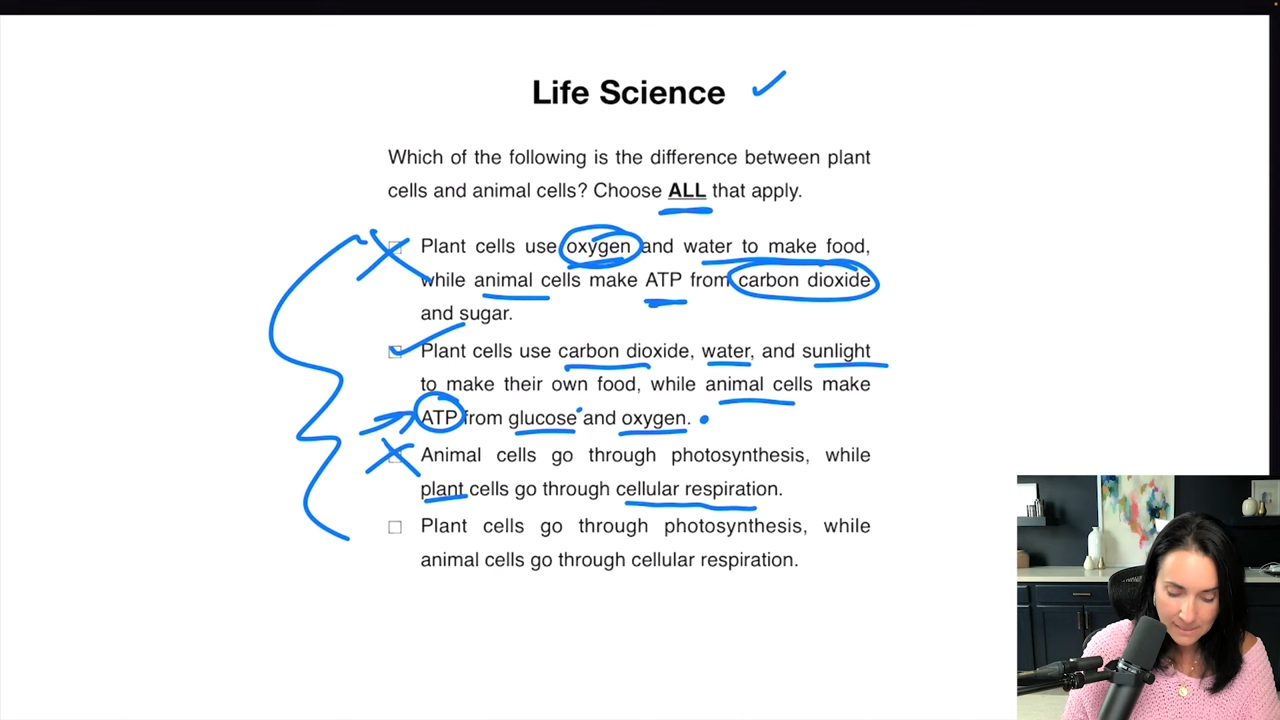 Life Science
Which of the following is the difference between plant
cells and animal cells? Choose ALL that apply.
Plant cells use oxygen and water to make food,
while animal cells make ATP from carbon dioxide
and sugar.
Plant cells use carbon dioxide, water, and sunlight
to make their own food, while animal cells make
ATP from glucose and oxygen.
Animal cells go through photosynthesis, while
plant cells go through cellular respiration.
Plant cells go through photosynthesis, while
animal cells go through cellular respiration.